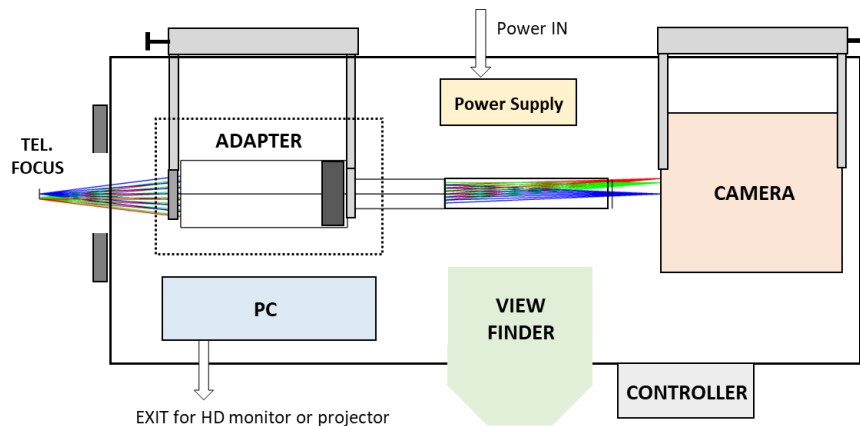 Power IN
Power Supply
TEL.
FOCUS
ADAPTER
CAMERA
PC
VIEW
FINDER
CONTROLLER
EXIT for HD monitor or projector